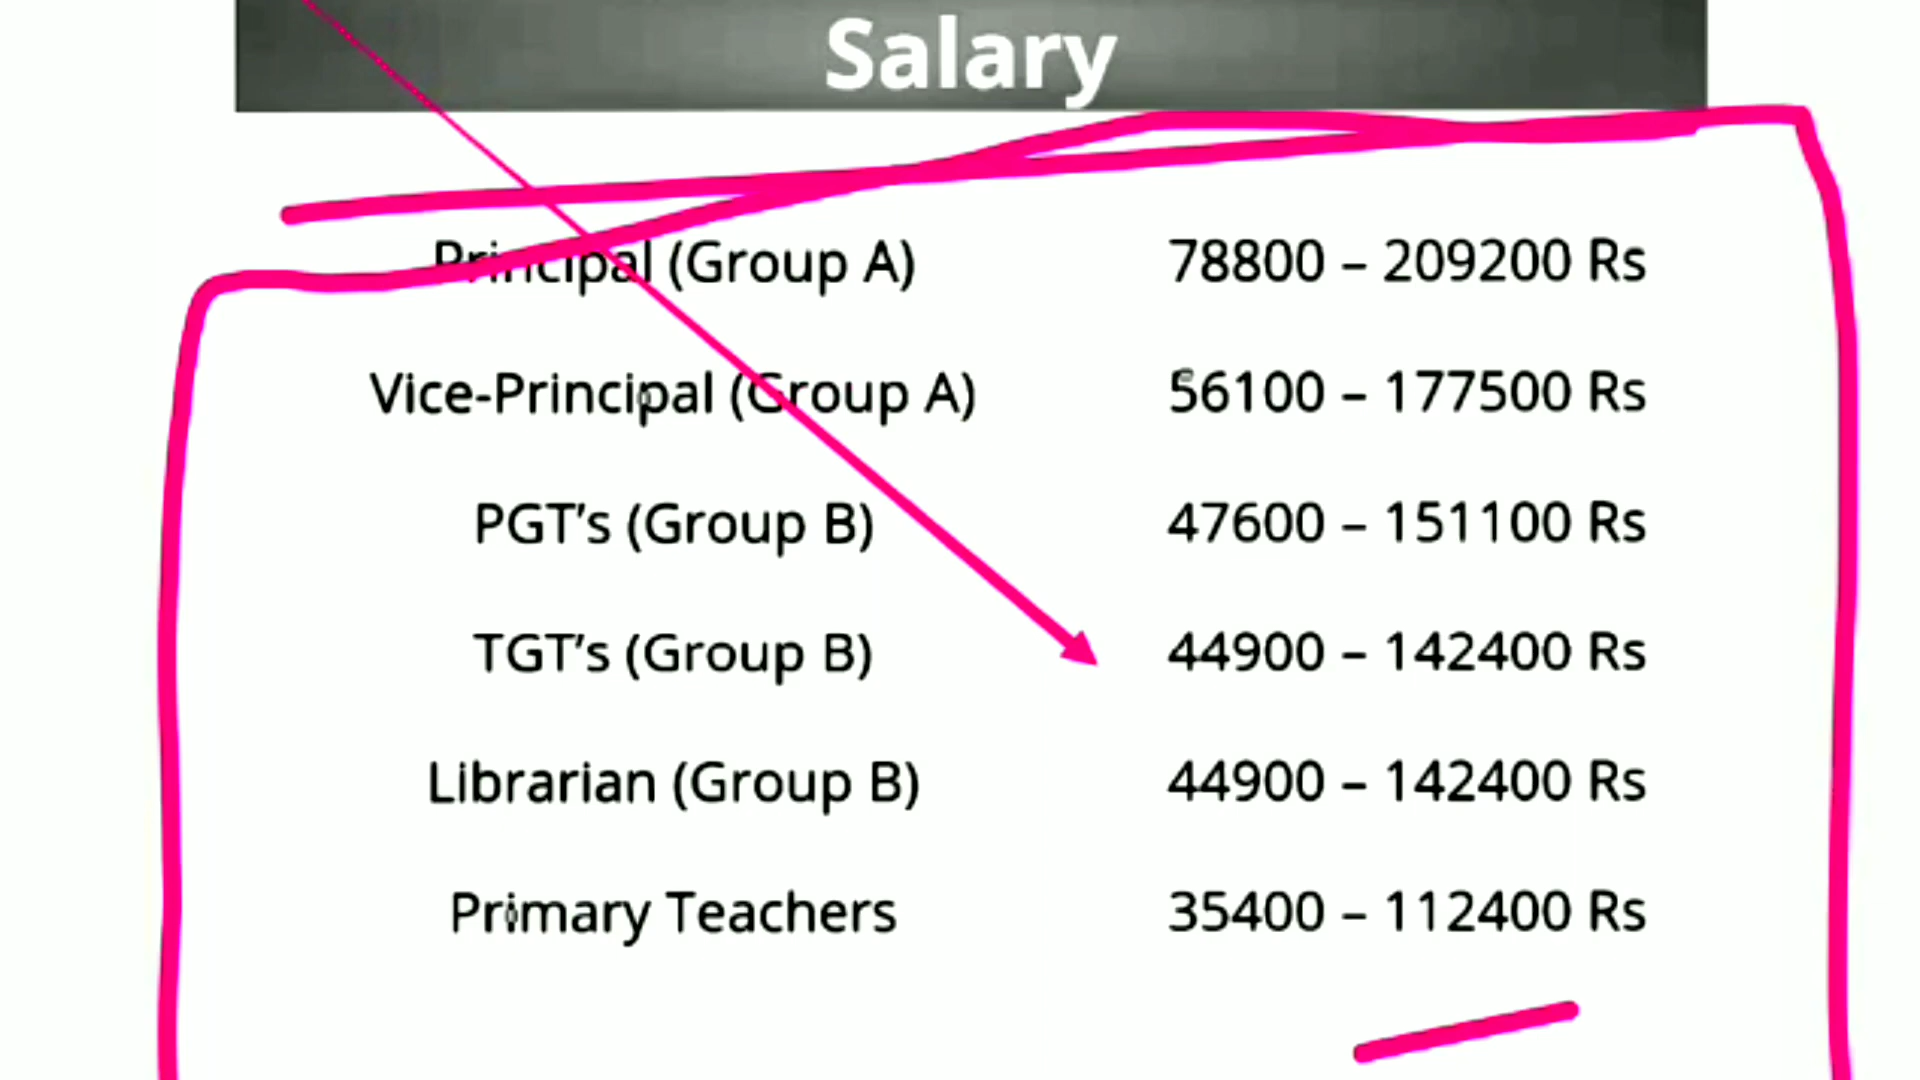 Salary
Principal (Group A) 78800 – 209200 Rs
Vice-Principal (Group A) 56100 – 177500 Rs
PGT’s (Group B) 47600 – 151100 Rs
TGT’s (Group B) 44900 – 142400 Rs
Librarian (Group B) 44900 – 142400 Rs
Primary Teachers 35400 – 112400 Rs